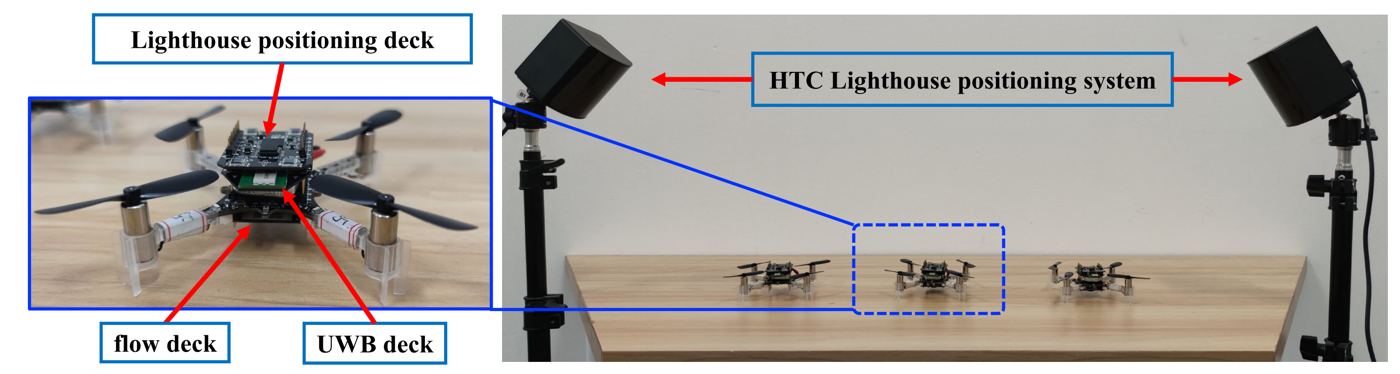 Lighthouse positioning deck
HTC Lighthouse positioning system
flow deck
UWB deck